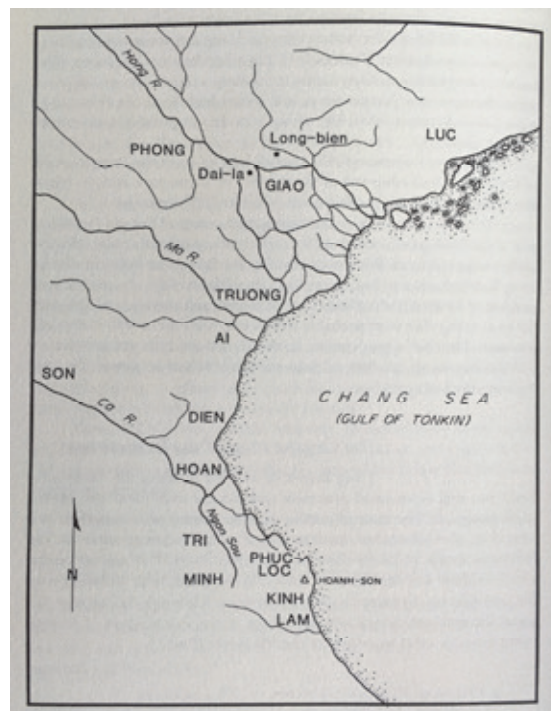 Hong R.
Long-bien
LUC
PHONG
Dai-la
GIAO
Ma R.
TRUONG
AI
SON
CHANG SEA
(GULF OF TONKIN)
Ca R.
DIEN
HOAN
Ngan Sau
TRI
PHUC
LOC
MINH
HOANH-SON
N
KINH
LAM